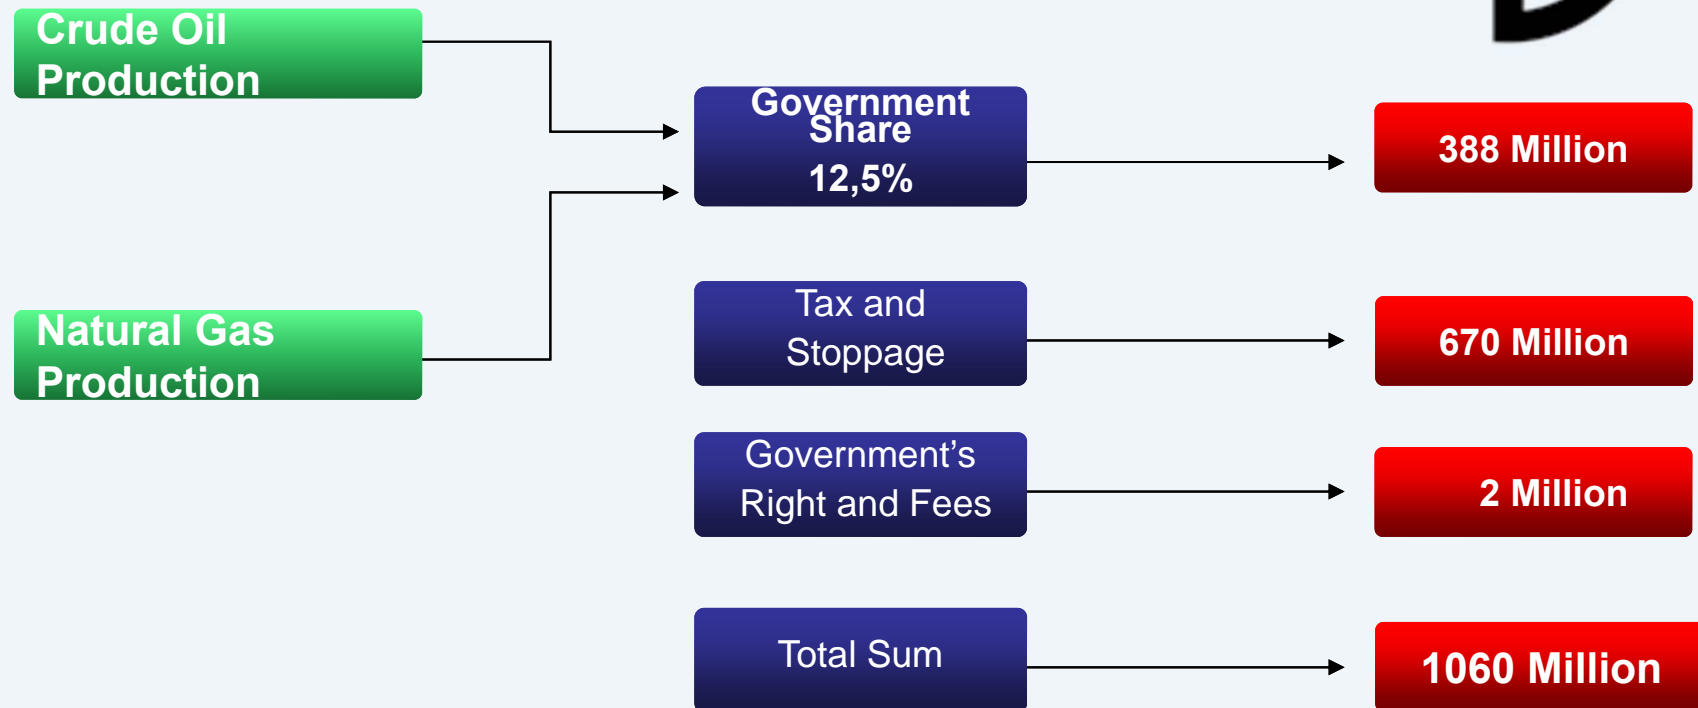 Crude Oil
Production
Government
Share
12,5%
388 Million
Natural Gas
Production
Tax and
Stoppage
670 Million
Government’s
Right and Fees
2 Million
Total Sum
1060 Million